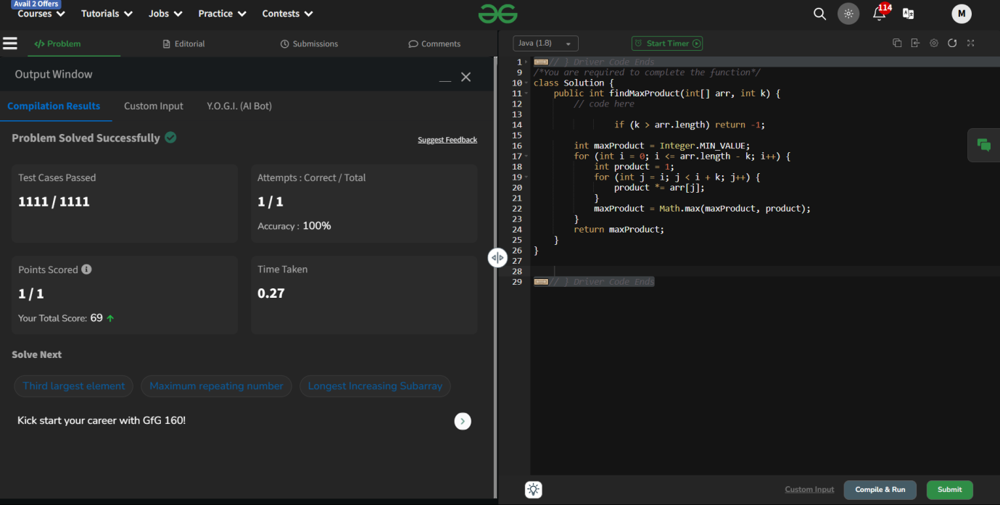 Avail 2 Offers
Courses Tutorials Jobs Practice Contests
114
M
</> Problem Editorial Submissions Comments
Output Window
Compilation Results Custom Input Y.O.G.I. (AI Bot)
Problem Solved Successfully
Suggest Feedback
Test Cases Passed
1111 / 1111
Attempts : Correct / Total
1 / 1
Accuracy : 100%
Points Scored
1 / 1
Your Total Score: 69
Time Taken
0.27
Solve Next
Third largest element Maximum repeating number Longest Increasing Subarray
Kick start your career with GfG 160!
Java (1.8) Start Timer
1 // } Driver Code Ends
9 /*You are required to complete the function*/
10 class Solution {
11 public int findMaxProduct(int[] arr, int k) {
12 // code here
13
14 if (k > arr.length) return -1;
15
16 int maxProduct = Integer.MIN_VALUE;
17 for (int i = 0; i <= arr.length - k; i++) {
18 int product = 1;
19 for (int j = i; j < i + k; j++) {
20 product *= arr[j];
21 }
22 maxProduct = Math.max(maxProduct, product);
23 }
24 return maxProduct;
25 }
26 }
27
28
29 // } Driver Code Ends
Custom Input Compile & Run Submit